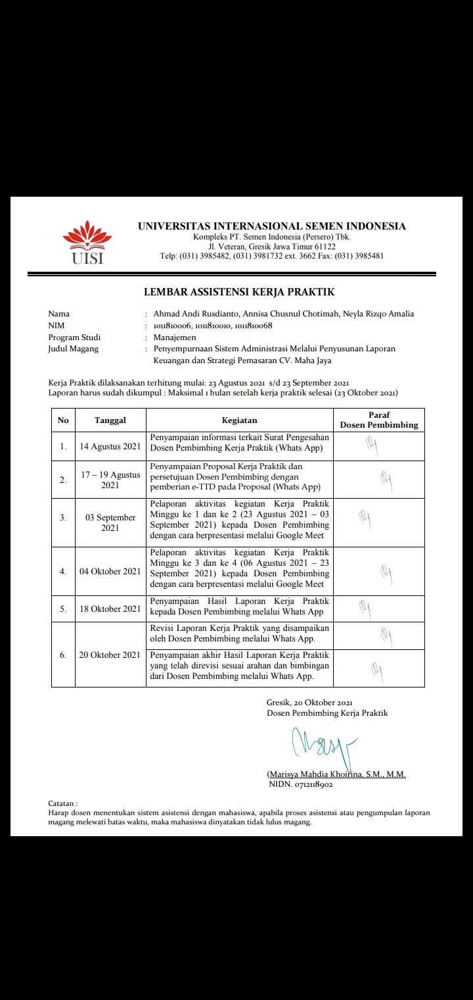 UISI
UNIVERSITAS INTERNASIONAL SEMEN INDONESIA
Kompleks PT. Semen Indonesia (Persero) Tbk.
Jl. Veteran, Gresik Jawa Timur 61122
Telp: (031) 3985482, (031) 3981732 ext. 3662 Fax: (031) 3985481
LEMBAR ASSISTENSI KERJA PRAKTIK
Nama : Ahmad Andi Rusdianto, Annisa Chusnul Chotimah, Neyla Rizqo Amalia
NIM : 1011810006, 1011810010, 1011810068
Program Studi : Manajemen
Judul Magang : Penyempurnaan Sistem Administrasi Melalui Penyusunan Laporan
Keuangan dan Strategi Pemasaran CV. Maha Jaya
Kerja Praktik dilaksanakan terhitung mulai: 23 Agustus 2021 s/d 23 September 2021
Laporan harus sudah dikumpul : Maksimal 1 bulan setelah kerja praktik selesai (23 Oktober 2021)
No Tanggal Kegiatan Paraf
Dosen Pembimbing
1. 14 Agustus 2021 Penyampaian informasi terkait Surat Pengesahan
Dosen Pembimbing Kerja Praktik (Whats App)
2. 17 – 19 Agustus
2021
Penyampaian Proposal Kerja Praktik dan
persetujuan Dosen Pembimbing dengan
pemberian e-TTD pada Proposal (Whats App)
3. 03 September
2021
Pelaporan aktivitas kegiatan Kerja Praktik
Minggu ke 1 dan ke 2 (23 Agustus 2021 – 03
September 2021) kepada Dosen Pembimbing
dengan cara berpresentasi melalui Google Meet
4. 04 Oktober 2021
Pelaporan aktivitas kegiatan Kerja Praktik
Minggu ke 3 dan ke 4 (06 Agustus 2021 – 23
September 2021) kepada Dosen Pembimbing
dengan cara berpresentasi melalui Google Meet
5. 18 Oktober 2021 Penyampaian Hasil Laporan Kerja Praktik
kepada Dosen Pembimbing melalui Whats App
6. 20 Oktober 2021
Revisi Laporan Kerja Praktik yang disampaikan
oleh Dosen Pembimbing melalui Whats App.
Penyampaian akhir Hasil Laporan Kerja Praktik
yang telah direvisi sesuai arahan dan bimbingan
dari Dosen Pembimbing melalui Whats App.
Gresik, 20 Oktober 2021
Dosen Pembimbing Kerja Praktik
(Marisya Mahdia Khoirina, S.M., M.M.
NIDN. 0712118902
Catatan :
Harap dosen menentukan sistem asistensi dengan mahasiswa, apabila proses asistensi atau pengumpulan laporan
magang melewati batas waktu, maka mahasiswa dinyatakan tidak lulus magang.